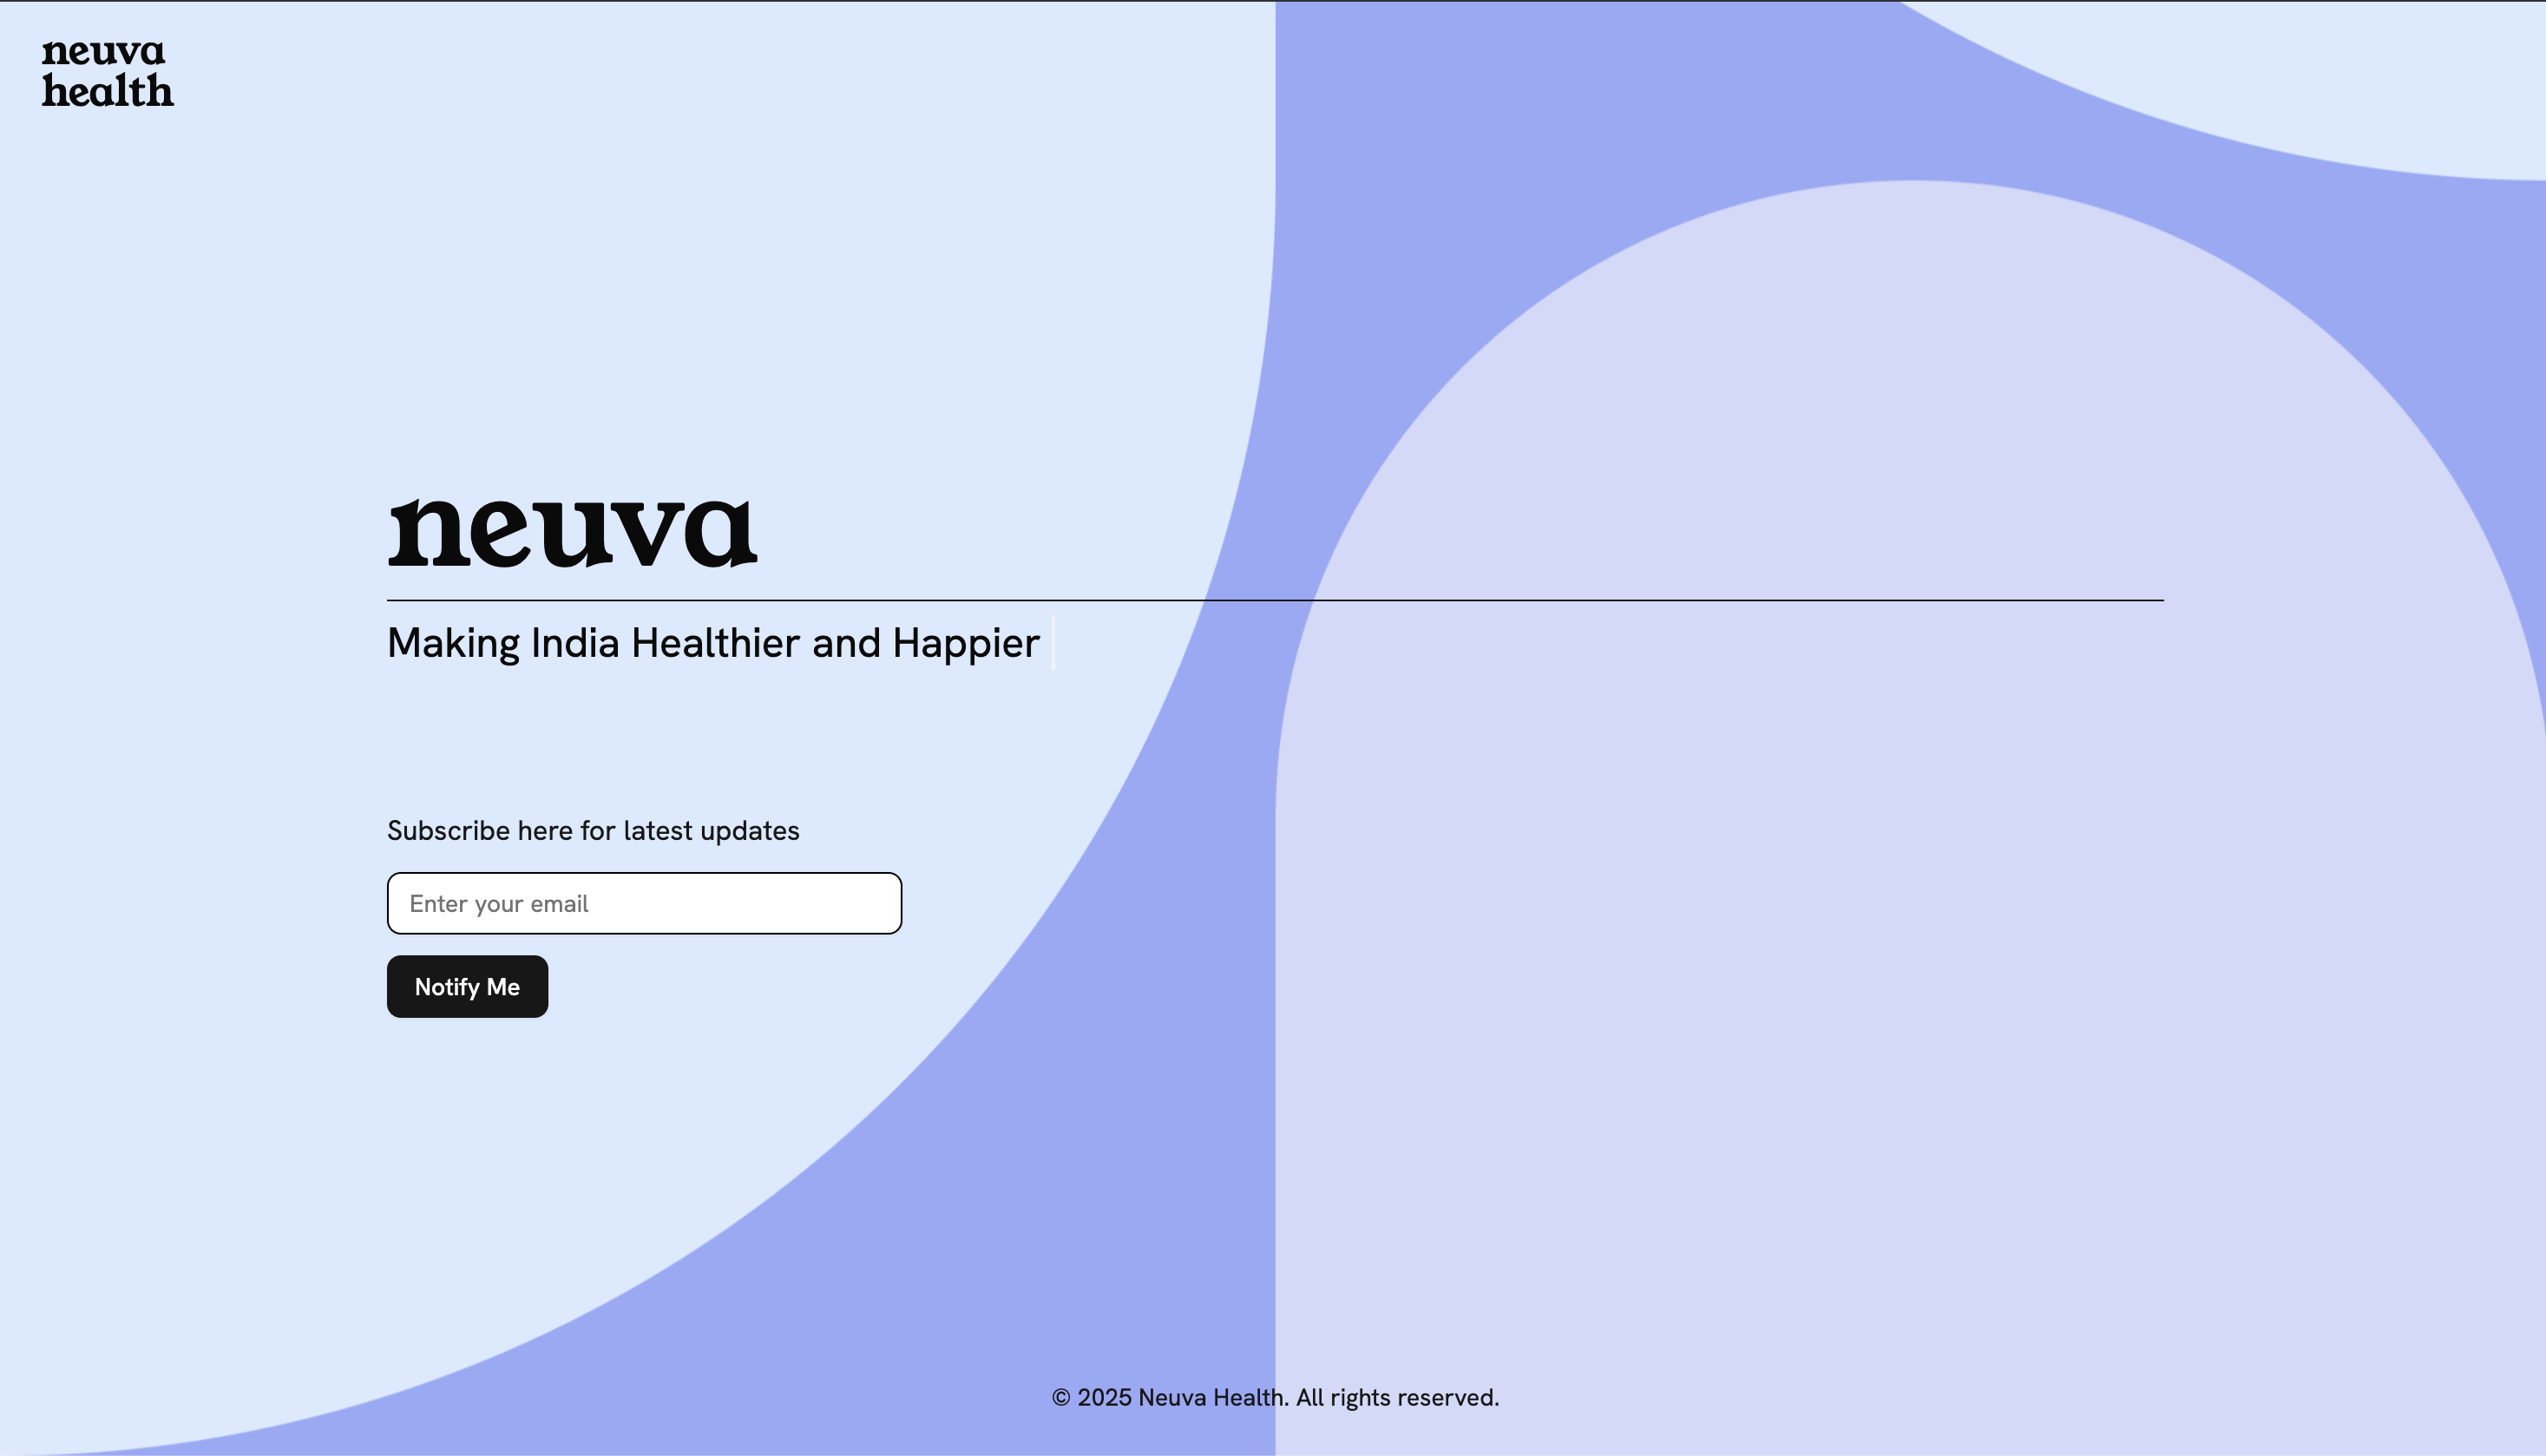 neuva
health
neuva
Making India Healthier and Happier
Subscribe here for latest updates
Enter your email
Notify Me
© 2025 Neuva Health. All rights reserved.